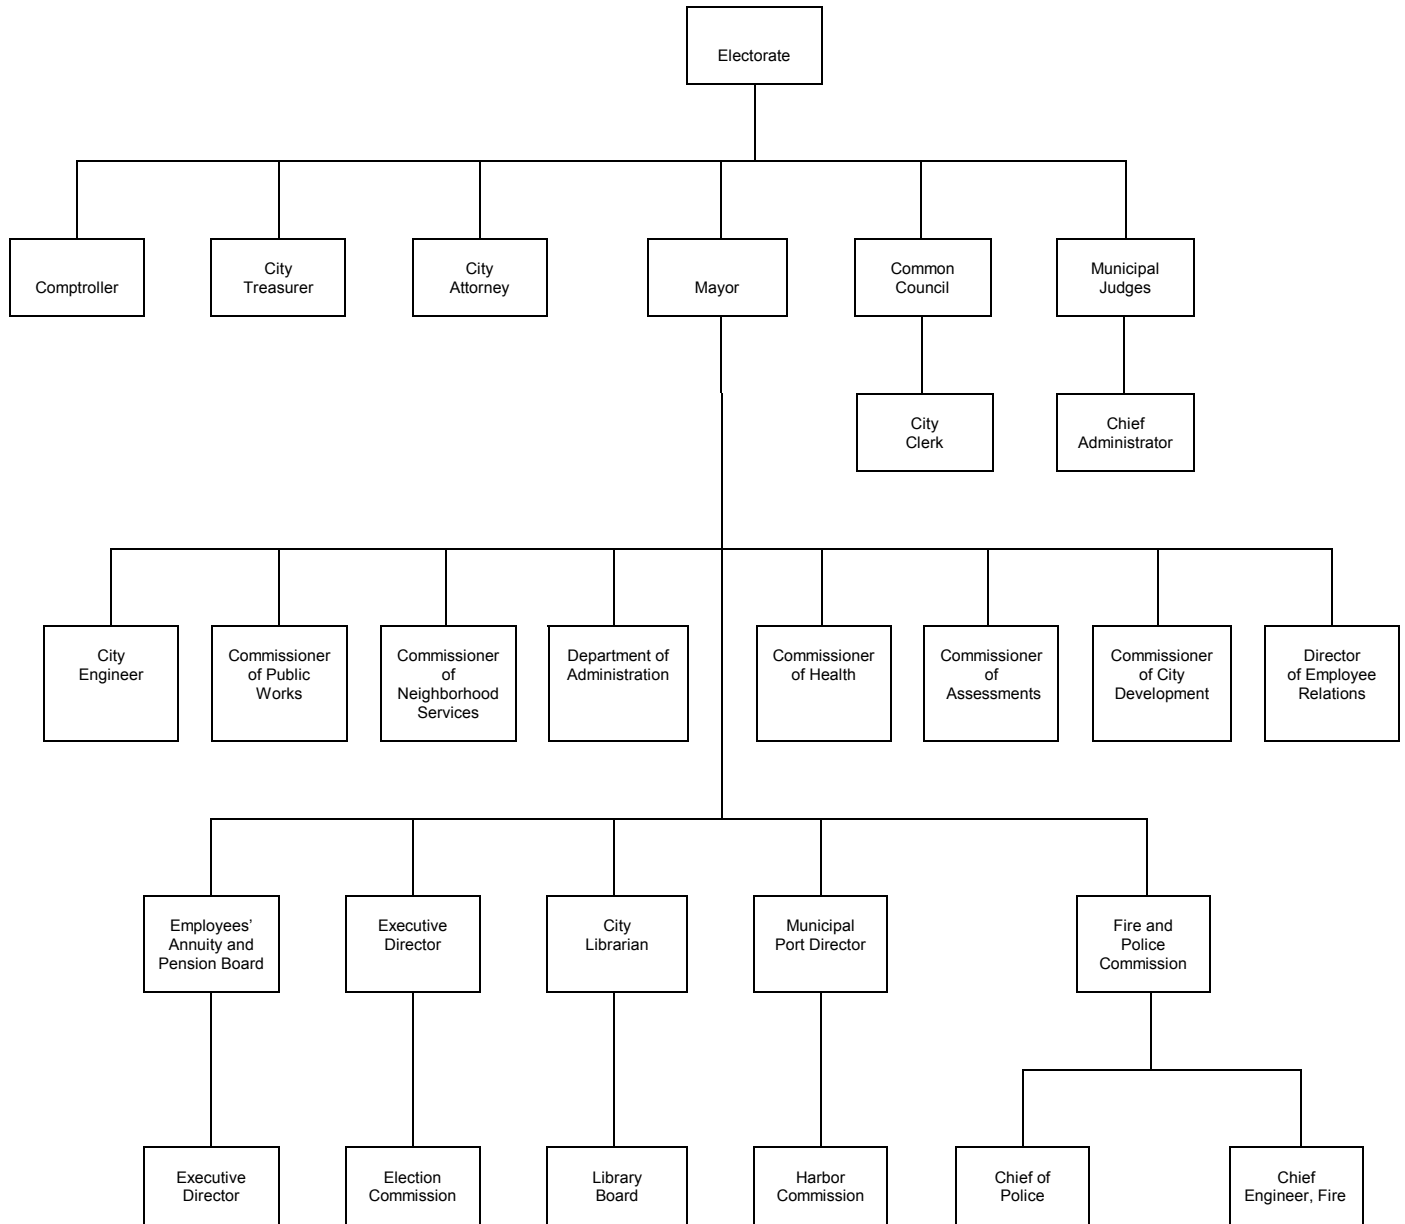 Electorate
Comptroller
City
Treasurer
City
Attorney
Mayor
Common
Council
Municipal
Judges
City
Clerk
Chief
Administrator
City
Engineer
Commissioner
of Public
Works
Commissioner
of
Neighborhood
Services
Department of
Administration
Commissioner
of Health
Commissioner
of
Assessments
Commissioner
of City
Development
Director
of Employee
Relations
Employees’
Annuity and
Pension Board
Executive
Director
City
Librarian
Municipal
Port Director
Fire and
Police
Commission
Executive
Director
Election
Commission
Library
Board
Harbor
Commission
Chief of
Police
Chief
Engineer, Fire